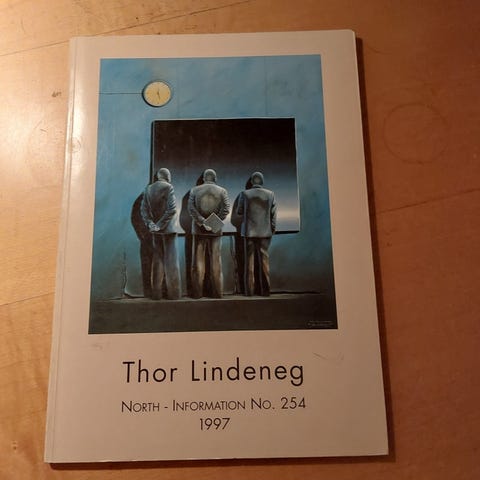 Thor Lindeneg
North - Information No. 254
1997